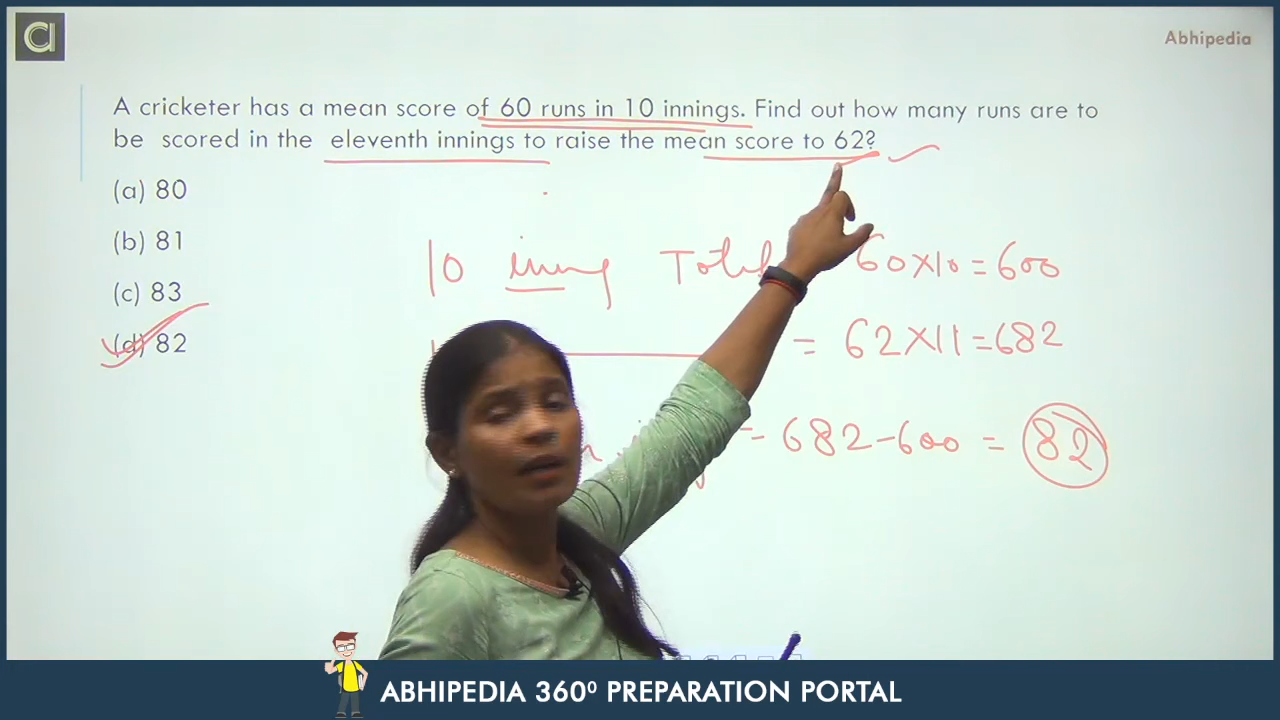 CA
Abhipedia
A cricketer has a mean score of 60 runs in 10 innings. Find out how many runs are to
be scored in the eleventh innings to raise the mean score to 62?
(a) 80
(b) 81
(c) 83
(d) 82
10 inning Total 60×10=600
= 62×11=682
= 682-600 = 82
ABHIPEDIA 360⁰ PREPARATION PORTAL